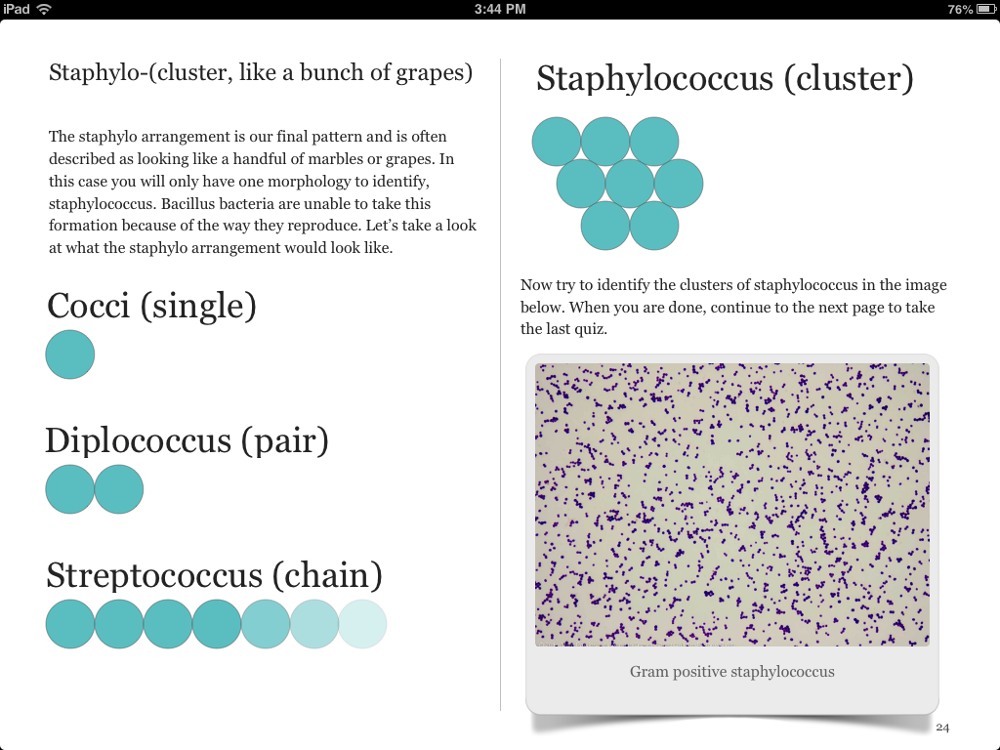 iPad
3:44 PM
76%
Staphylo-(cluster, like a bunch of grapes)
The staphylo arrangement is our final pattern and is often
described as looking like a handful of marbles or grapes. In
this case you will only have one morphology to identify,
staphylococcus. Bacillus bacteria are unable to take this
formation because of the way they reproduce. Let’s take a look
at what the staphylo arrangement would look like.
Cocci (single)
Diplococcus (pair)
Streptococcus (chain)
Staphylococcus (cluster)
Now try to identify the clusters of staphylococcus in the image
below. When you are done, continue to the next page to take
the last quiz.
Gram positive staphylococcus
24